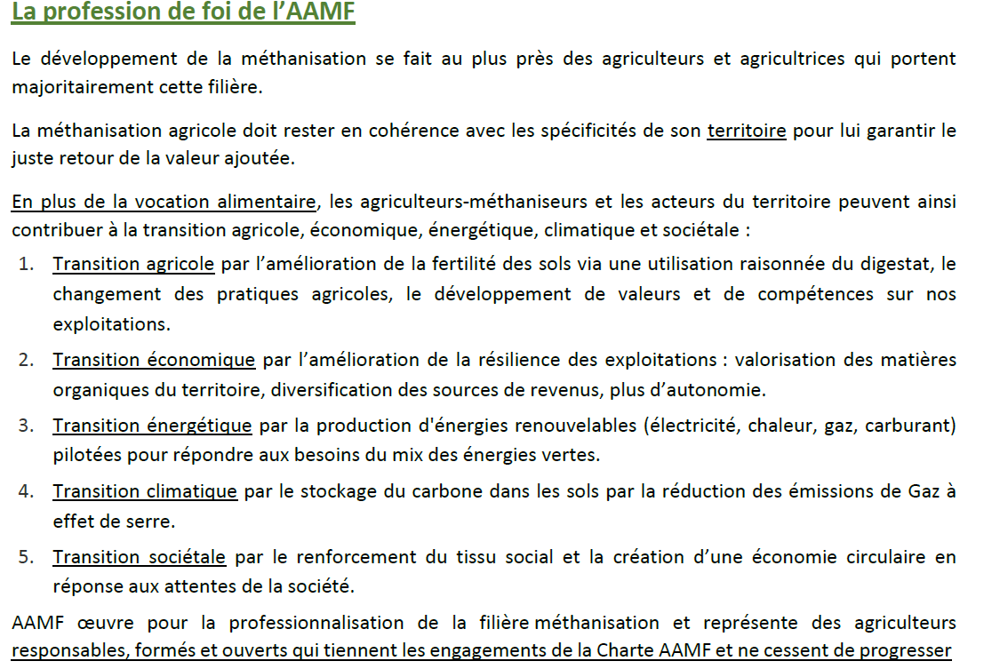 La profession de foi de l’AAMF
Le développement de la méthanisation se fait au plus près des agriculteurs et agricultrices qui portent
majoritairement cette filière.
La méthanisation agricole doit rester en cohérence avec les spécificités de son territoire pour lui garantir le
juste retour de la valeur ajoutée.
En plus de la vocation alimentaire, les agriculteurs-méthaniseurs et les acteurs du territoire peuvent ainsi
contribuer à la transition agricole, économique, énergétique, climatique et sociétale :
1. Transition agricole par l’amélioration de la fertilité des sols via une utilisation raisonnée du digestat, le
changement des pratiques agricoles, le développement de valeurs et de compétences sur nos
exploitations.
2. Transition économique par l’amélioration de la résilience des exploitations : valorisation des matières
organiques du territoire, diversification des sources de revenus, plus d’autonomie.
3. Transition énergétique par la production d'énergies renouvelables (électricité, chaleur, gaz, carburant)
pilotées pour répondre aux besoins du mix des énergies vertes.
4. Transition climatique par le stockage du carbone dans les sols par la réduction des émissions de Gaz à
effet de serre.
5. Transition sociétale par le renforcement du tissu social et la création d’une économie circulaire en
réponse aux attentes de la société.
AAMF œuvre pour la professionnalisation de la filière méthanisation et représente des agriculteurs
responsables, formés et ouverts qui tiennent les engagements de la Charte AAMF et ne cessent de progresser